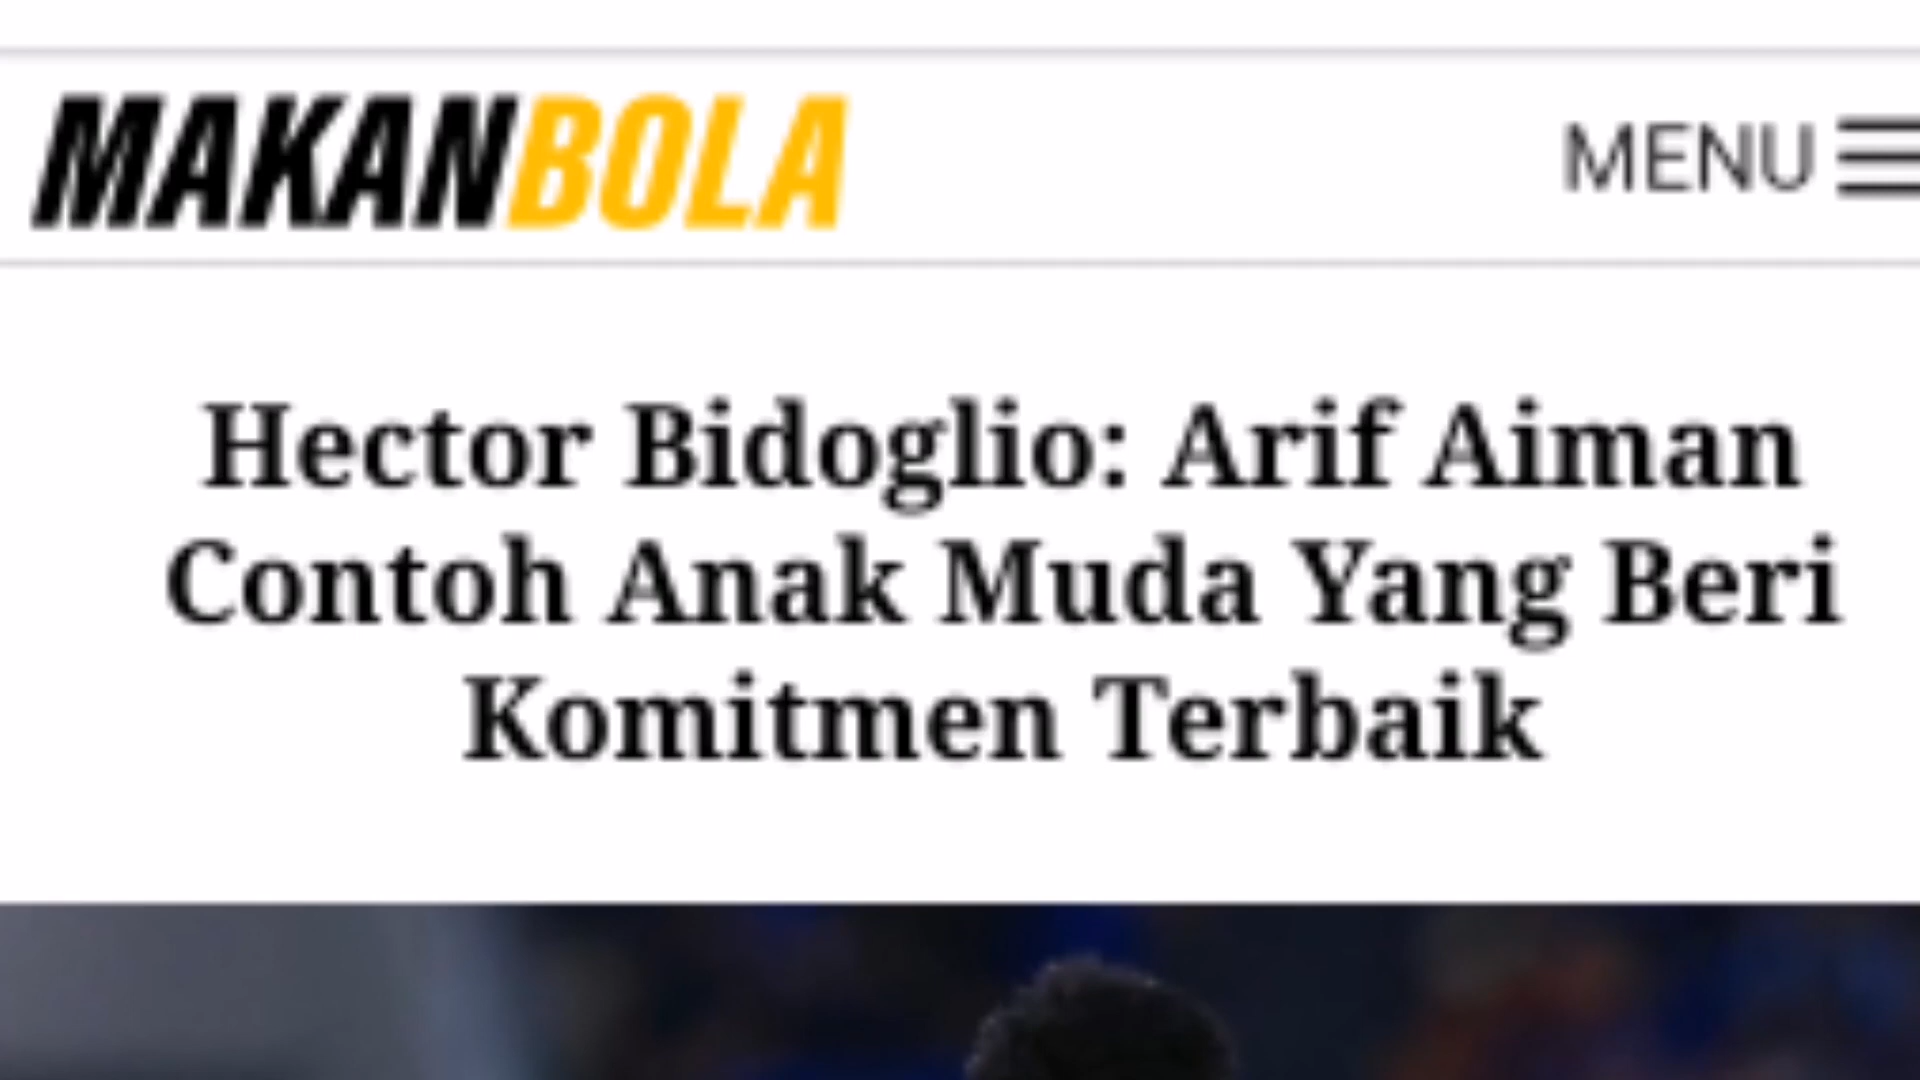 MAKANBOLA
MENU
Hector Bidoglio: Arif Aiman
Contoh Anak Muda Yang Beri
Komitmen Terbaik